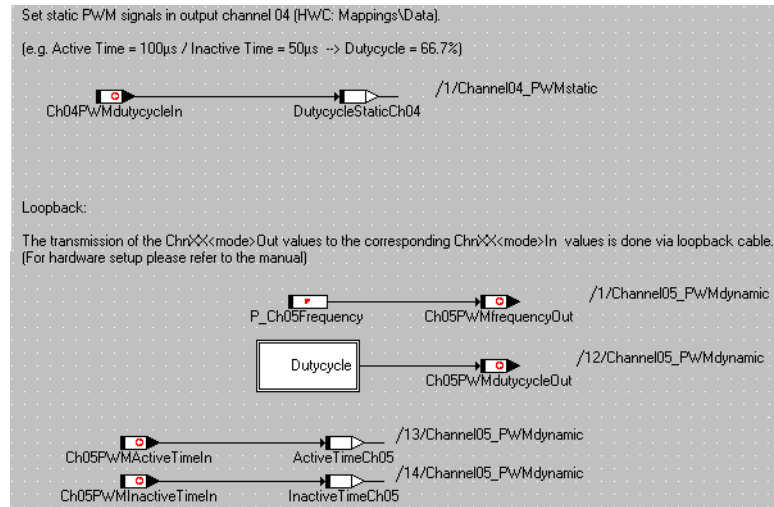 Set static PWM signals in output channel 04 (HWC: Mappings\Data).
(e.g. Active Time = 100µs / Inactive Time = 50µs --> Dutycycle = 66.7%)
/1/Channel04_PWMstatic
Ch04PWMdutycycleIn DutycycleStaticCh04
Loopback:
The transmission of the ChnXX<mode>Out values to the corresponding ChnXX<mode>In values is done via loopback cable.
(For hardware setup please refer to the manual)
/1/Channel05_PWMdynamic
P_Ch05Frequency Ch05PWMfrequencyOut
Dutycycle /12/Channel05_PWMdynamic
Ch05PWMdutycycleOut
/13/Channel05_PWMdynamic
Ch05PWMActiveTimeIn ActiveTimeCh05
/14/Channel05_PWMdynamic
Ch05PWMInactiveTimeIn InactiveTimeCh05